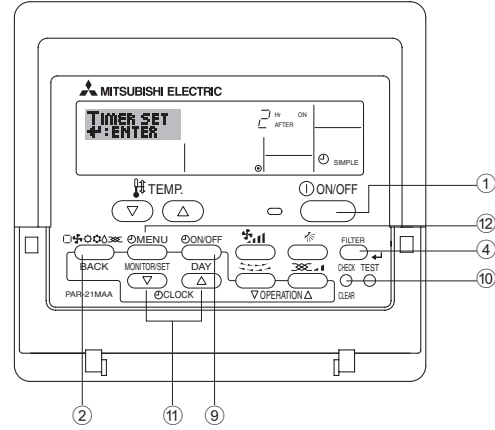 MITSUBISHI ELECTRIC
TIMER SET
↵:ENTER
2 Hr ON
AFTER
SIMPLE
TEMP.
ON/OFF
①
MENU
ON/OFF
FILTER
⑫
④
BACK
MONITOR/SET
DAY
CHECK TEST
⑩
PAR-21MAA
CLOCK
▽ OPERATION △
CLEAR
②
⑪
⑨